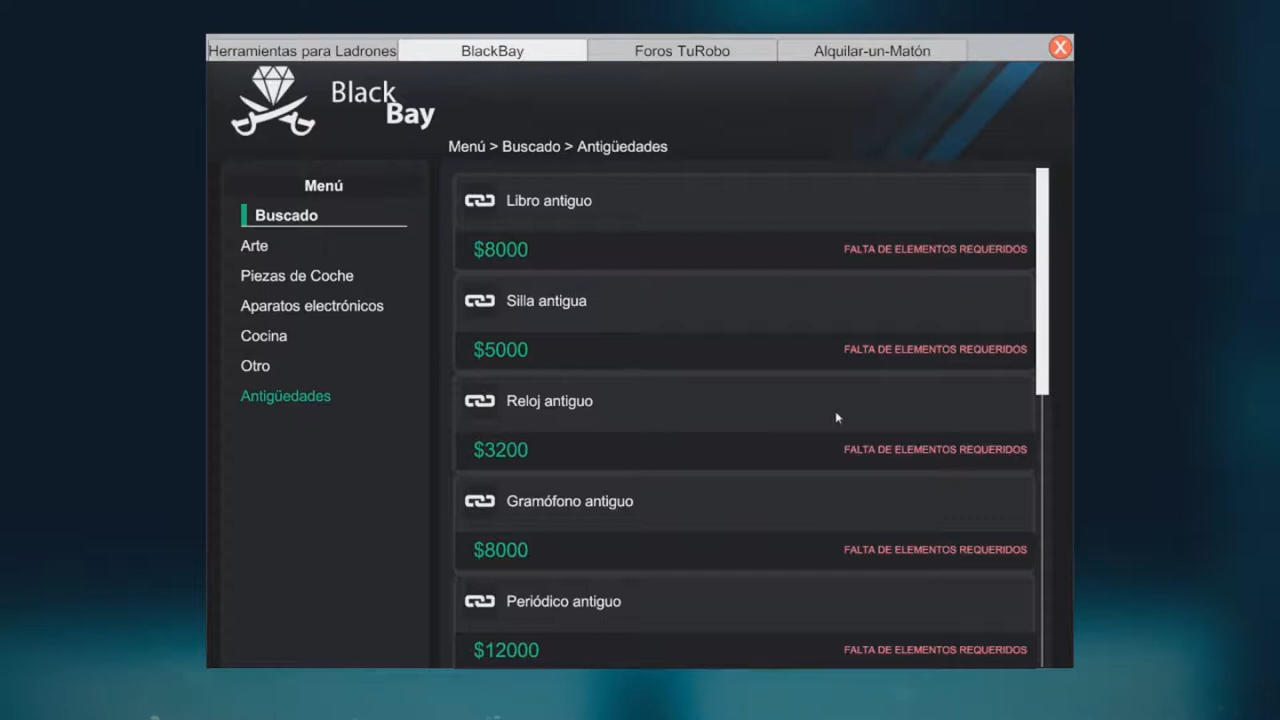 Herramientas para Ladrones
BlackBay
Foros TuRobo
Alquilar-un-Matón
X
Black
Bay
Menú > Buscado > Antigüedades
Menú
Buscado
Arte
Piezas de Coche
Aparatos electrónicos
Cocina
Otro
Antigüedades
Libro antiguo
$8000
FALTA DE ELEMENTOS REQUERIDOS
Silla antigua
$5000
FALTA DE ELEMENTOS REQUERIDOS
Reloj antiguo
$3200
FALTA DE ELEMENTOS REQUERIDOS
Gramófono antiguo
$8000
FALTA DE ELEMENTOS REQUERIDOS
Periódico antiguo
$12000
FALTA DE ELEMENTOS REQUERIDOS